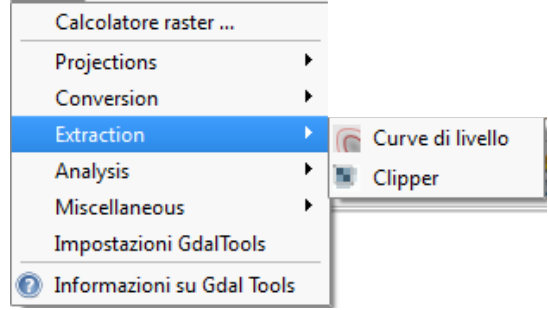 Calcolatore raster ...
Projections
Conversion
Extraction
Curve di livello
Clipper
Analysis
Miscellaneous
Impostazioni GdalTools
Informazioni su Gdal Tools